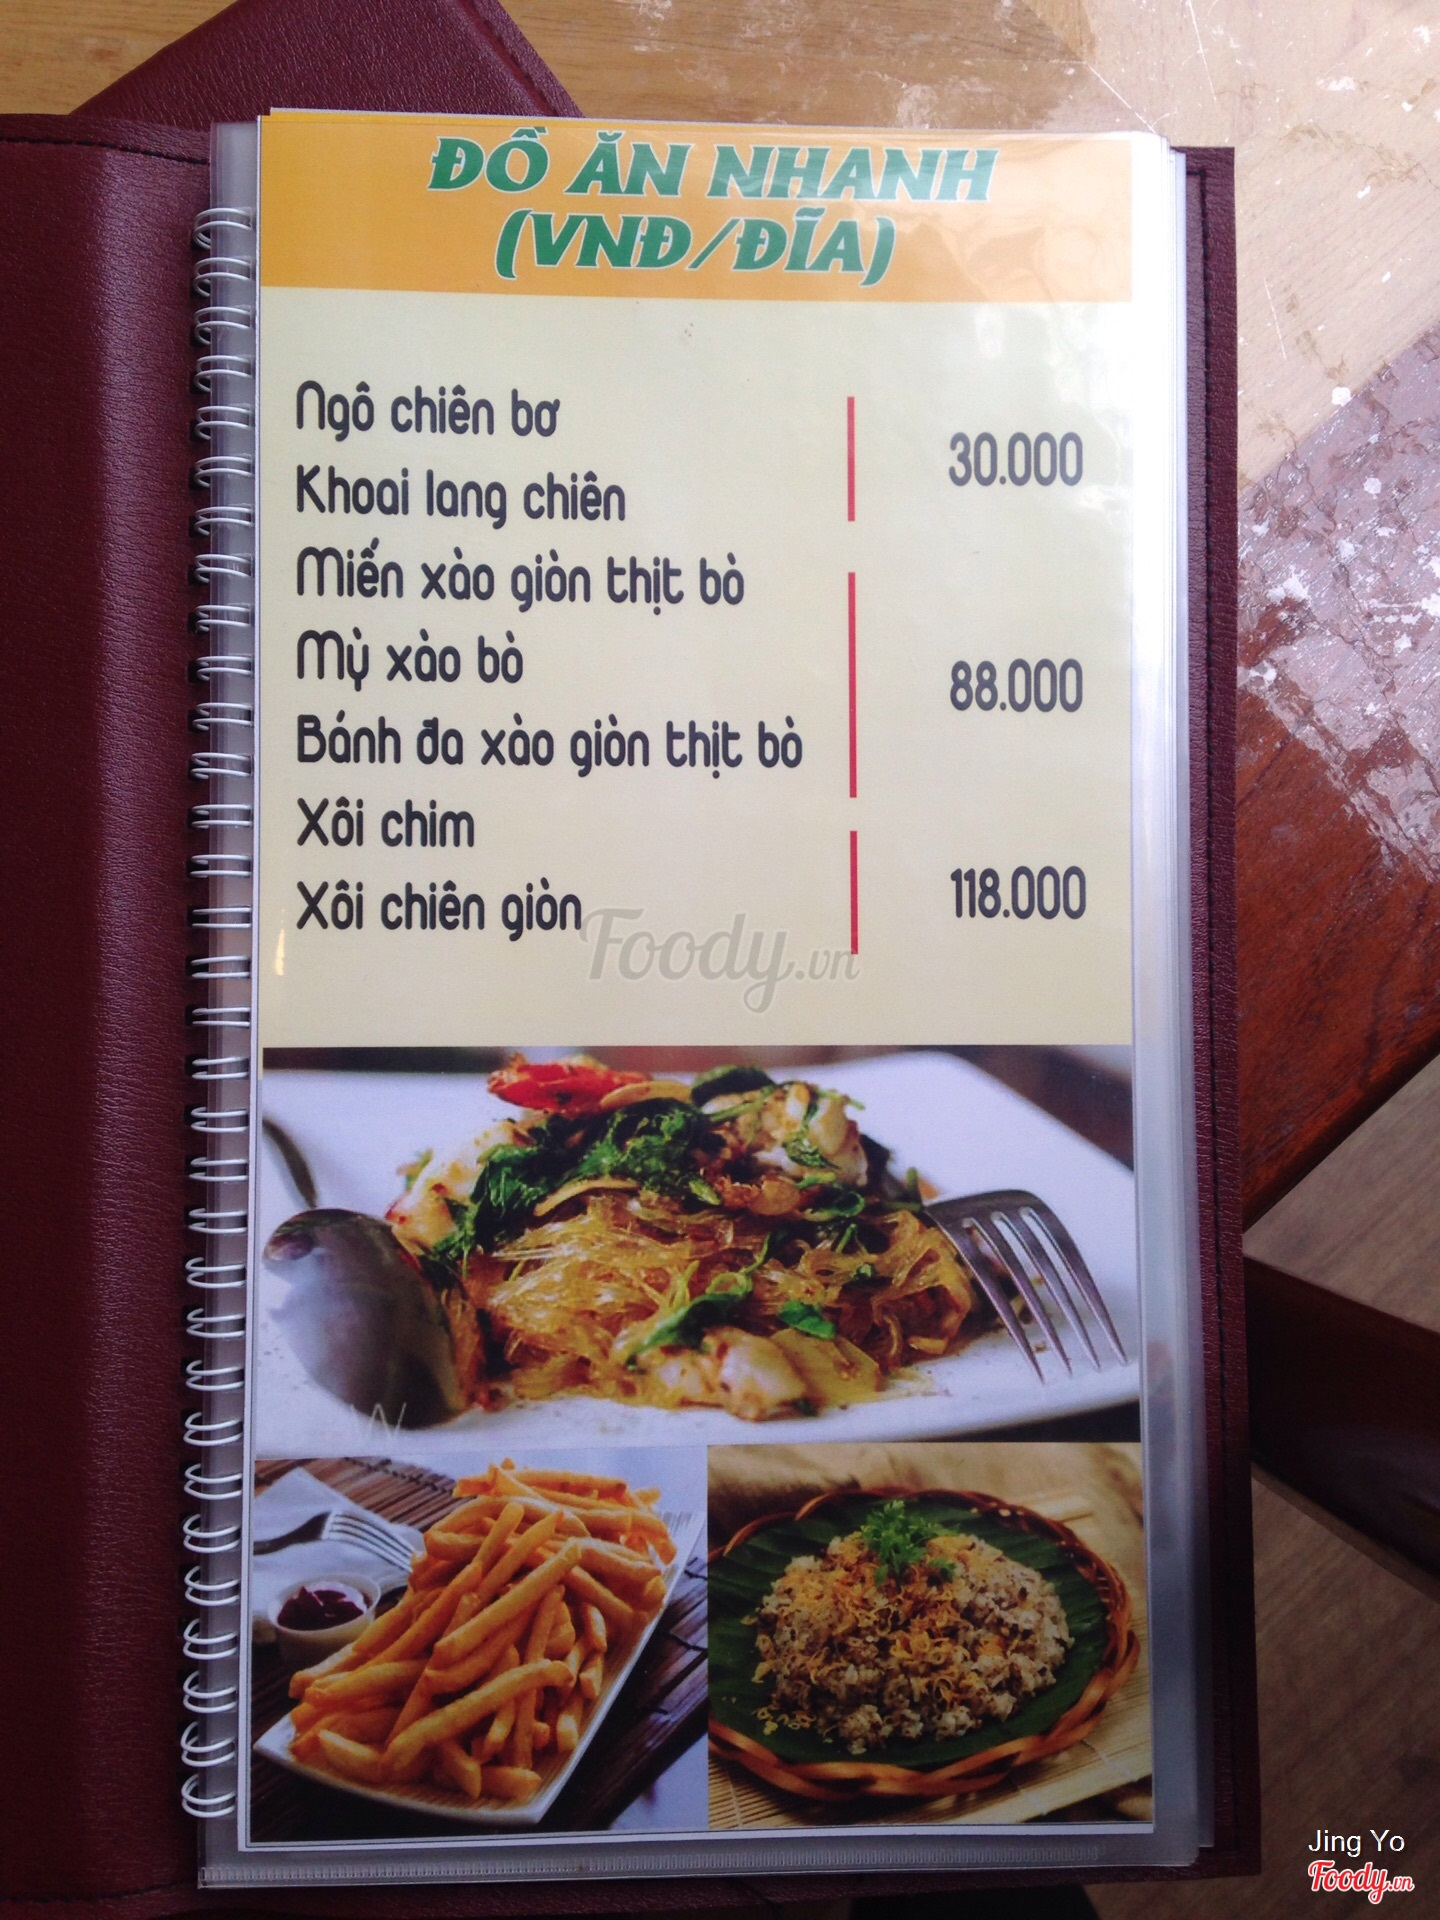 ĐỒ ĂN NHANH
(VNĐ/ĐĨA)
Ngô chiên bơ
Khoai lang chiên
30.000
Miến xào giòn thịt bò
Mỳ xào bò
Bánh đa xào giòn thịt bò
88.000
Xôi chim
Xôi chiên giòn
118.000
Foody.vn
Jing Yo
Foody.vn